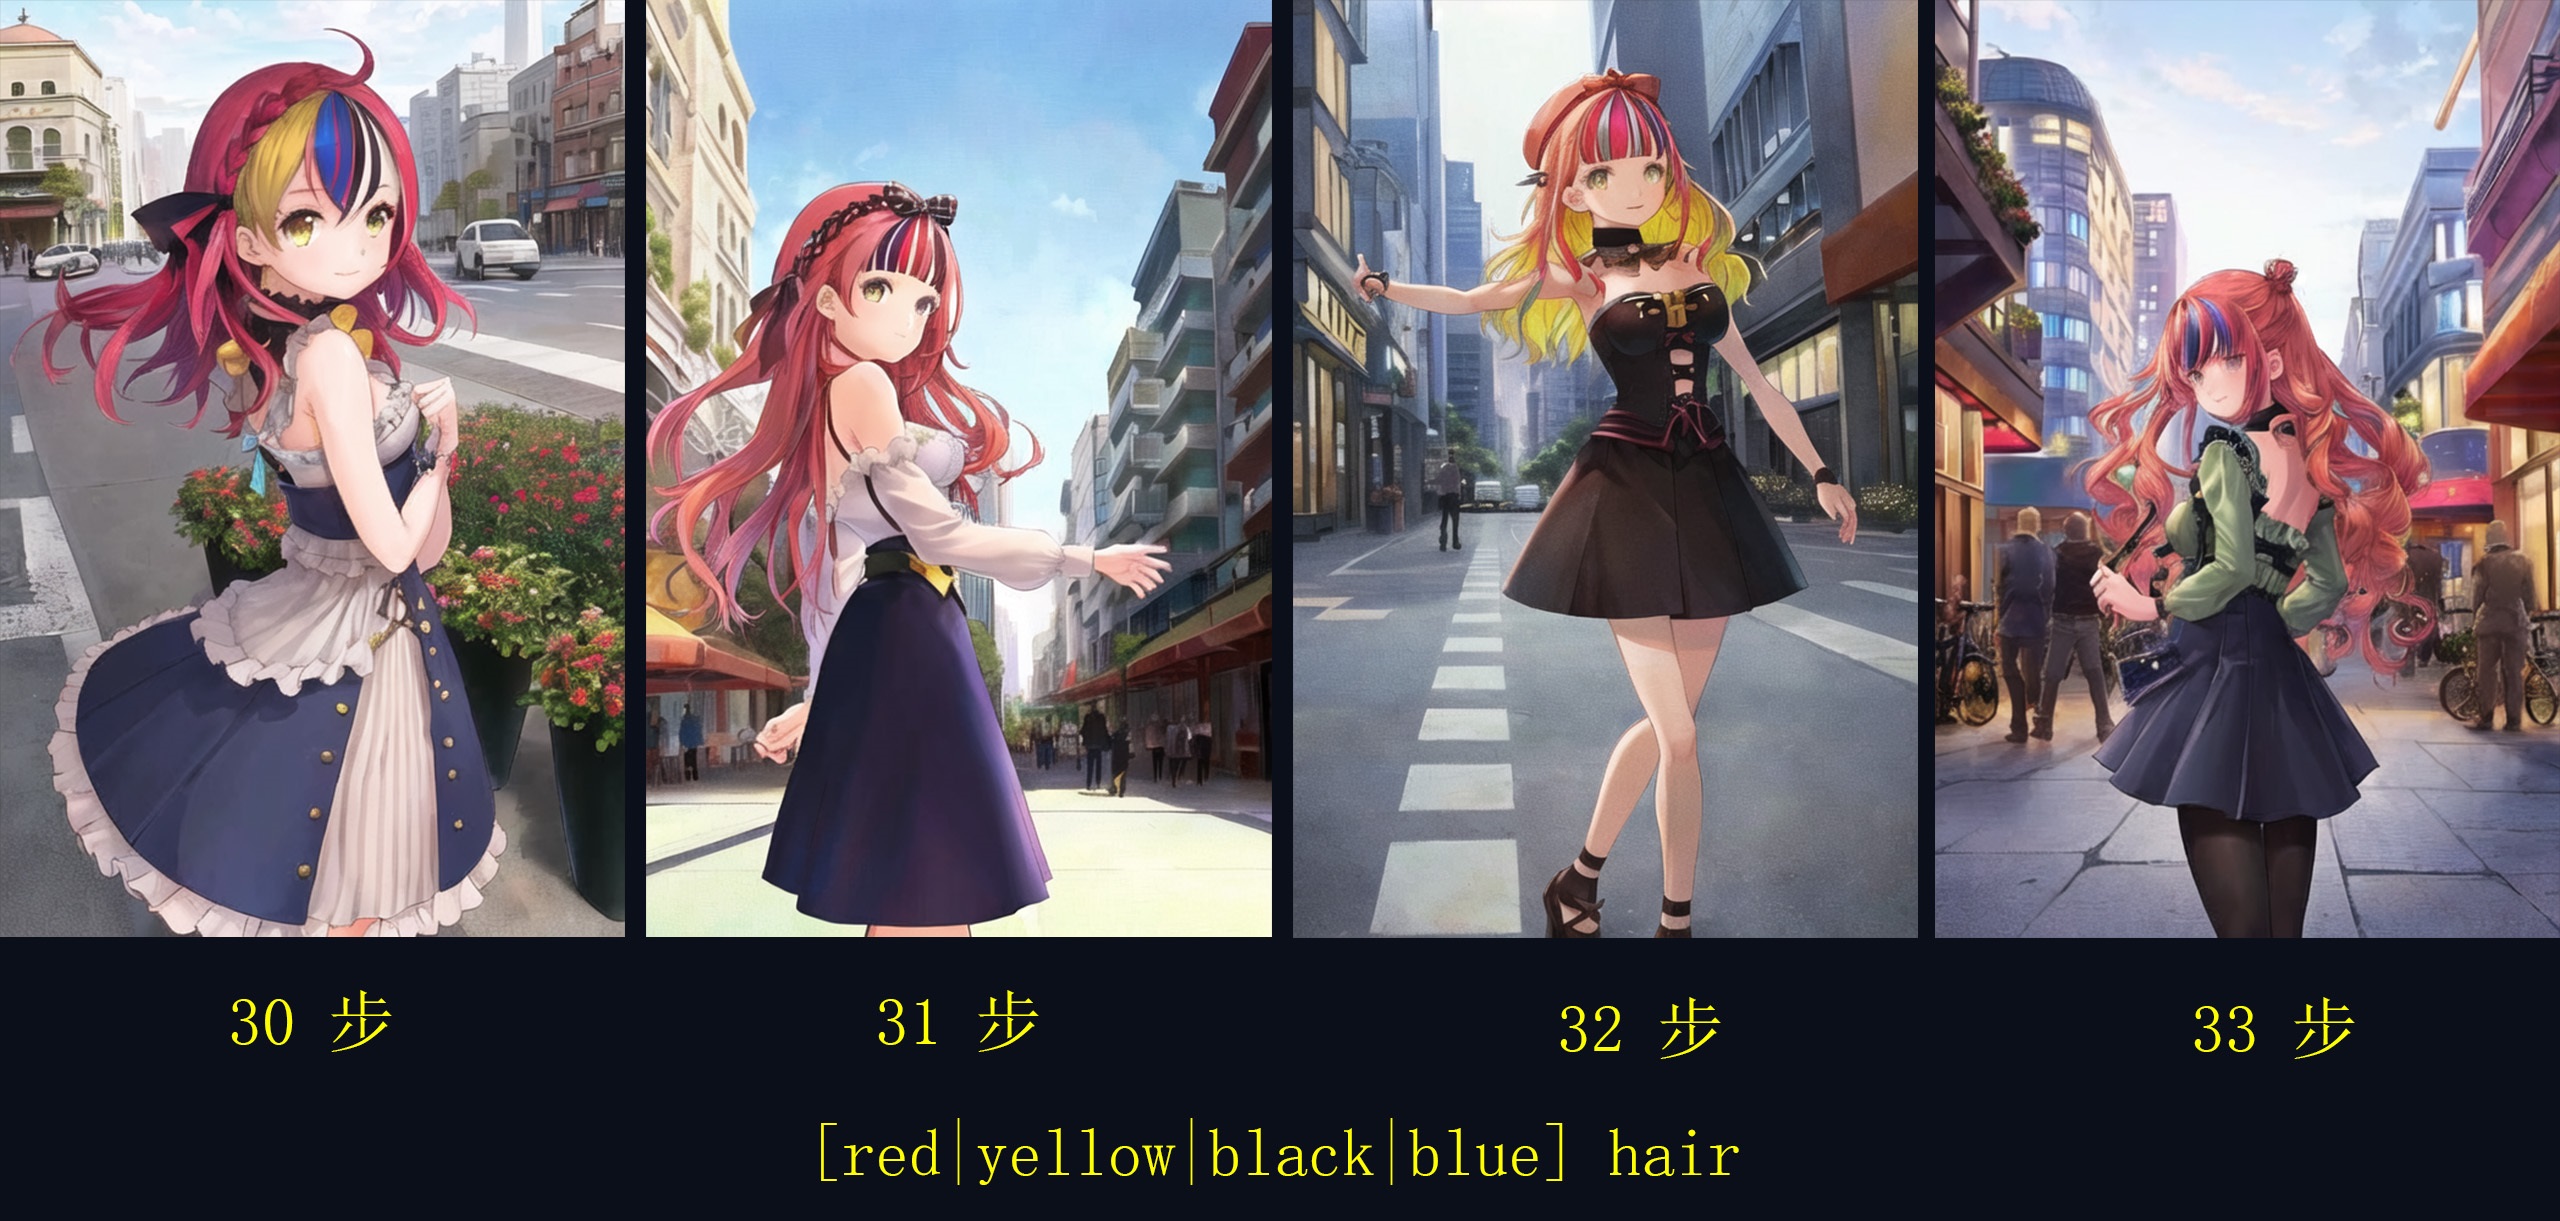 30 步
31 步
32 步
33 步
[red|yellow|black|blue] hair